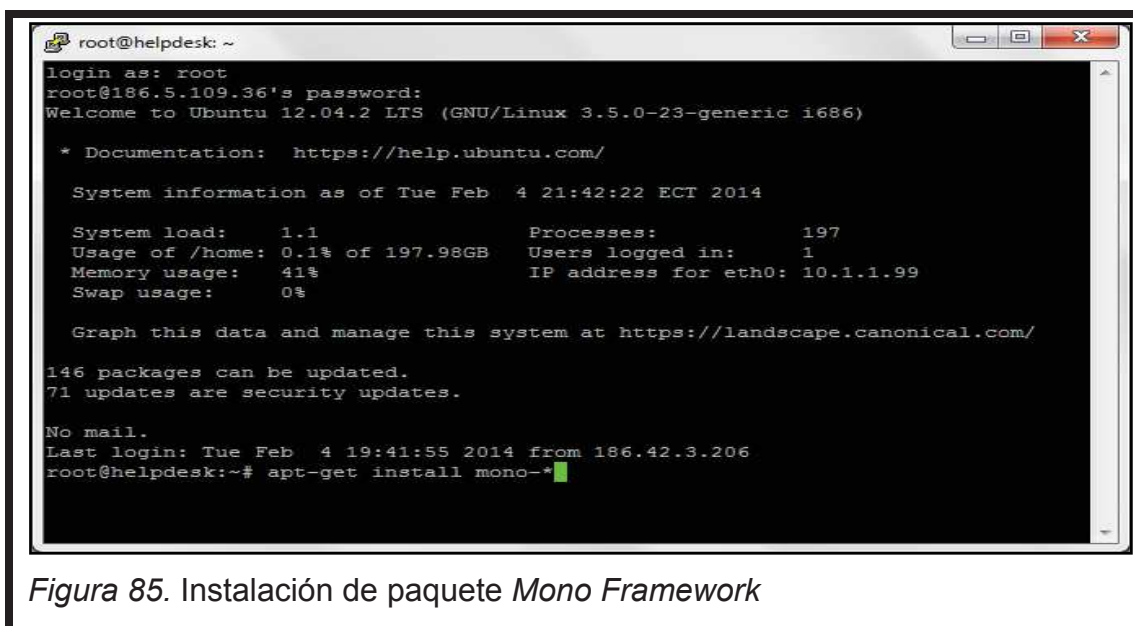 root@helpdesk: ~
login as: root
root@186.5.109.36's password:
Welcome to Ubuntu 12.04.2 LTS (GNU/Linux 3.5.0-23-generic i686)
* Documentation:  https://help.ubuntu.com/
System information as of Tue Feb  4 21:42:22 ECT 2014
System load:    1.1                Processes:           197
Usage of /home: 0.1% of 197.98GB   Users logged in:     1
Memory usage:   41%                IP address for eth0: 10.1.1.99
Swap usage:     0%
Graph this data and manage this system at https://landscape.canonical.com/
146 packages can be updated.
71 updates are security updates.
No mail.
Last login: Tue Feb  4 19:41:55 2014 from 186.42.3.206
root@helpdesk:~# apt-get install mono-*
Figura 85. Instalación de paquete Mono Framework